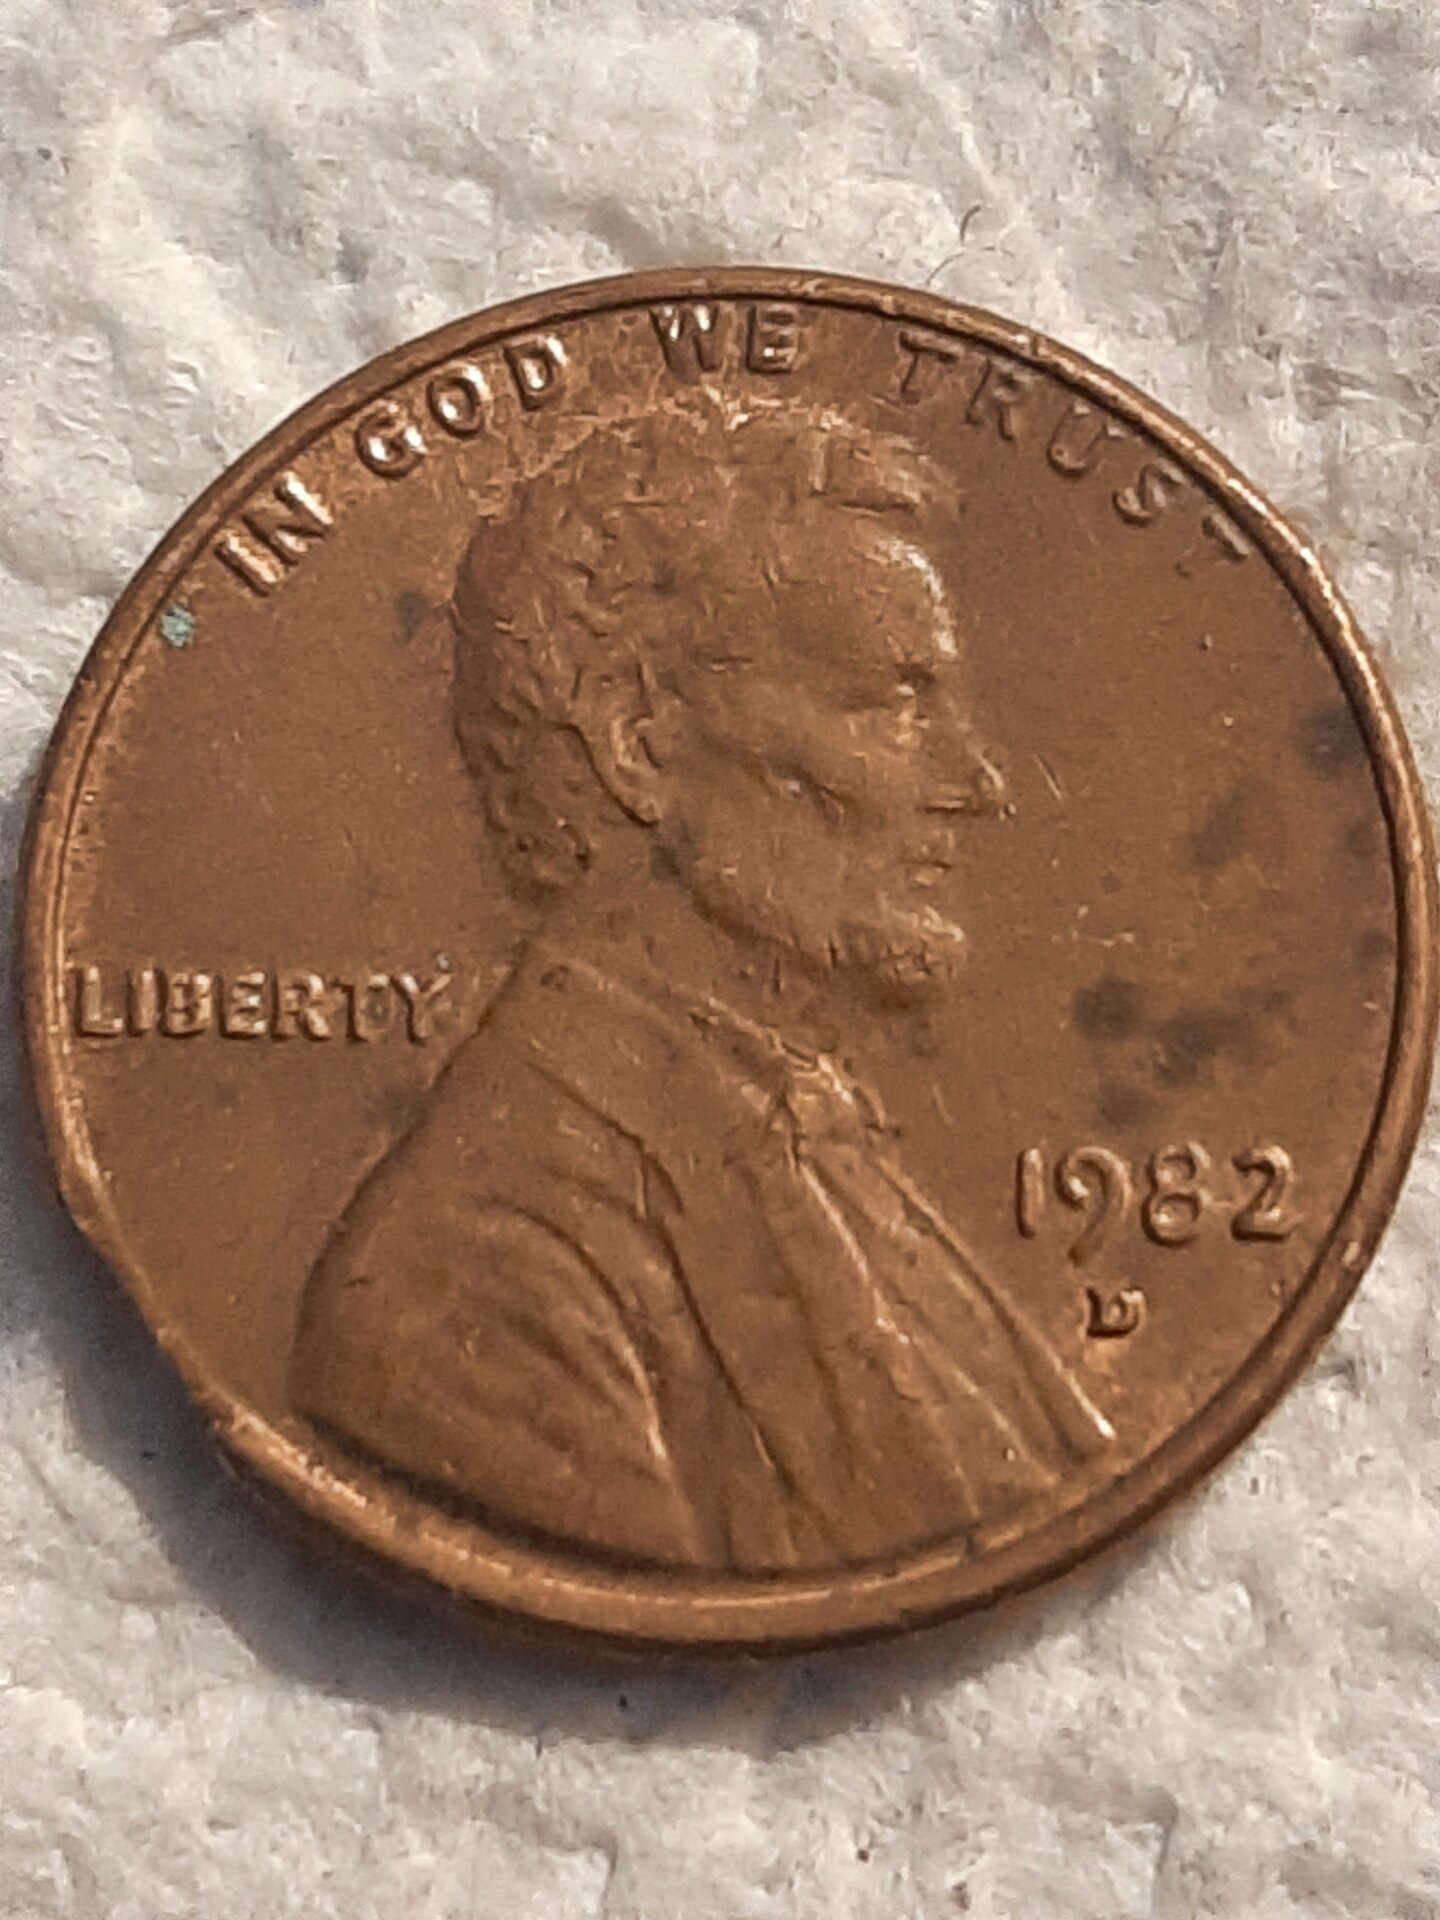 IN GOD WE TRUST
LIBERTY
1982
D